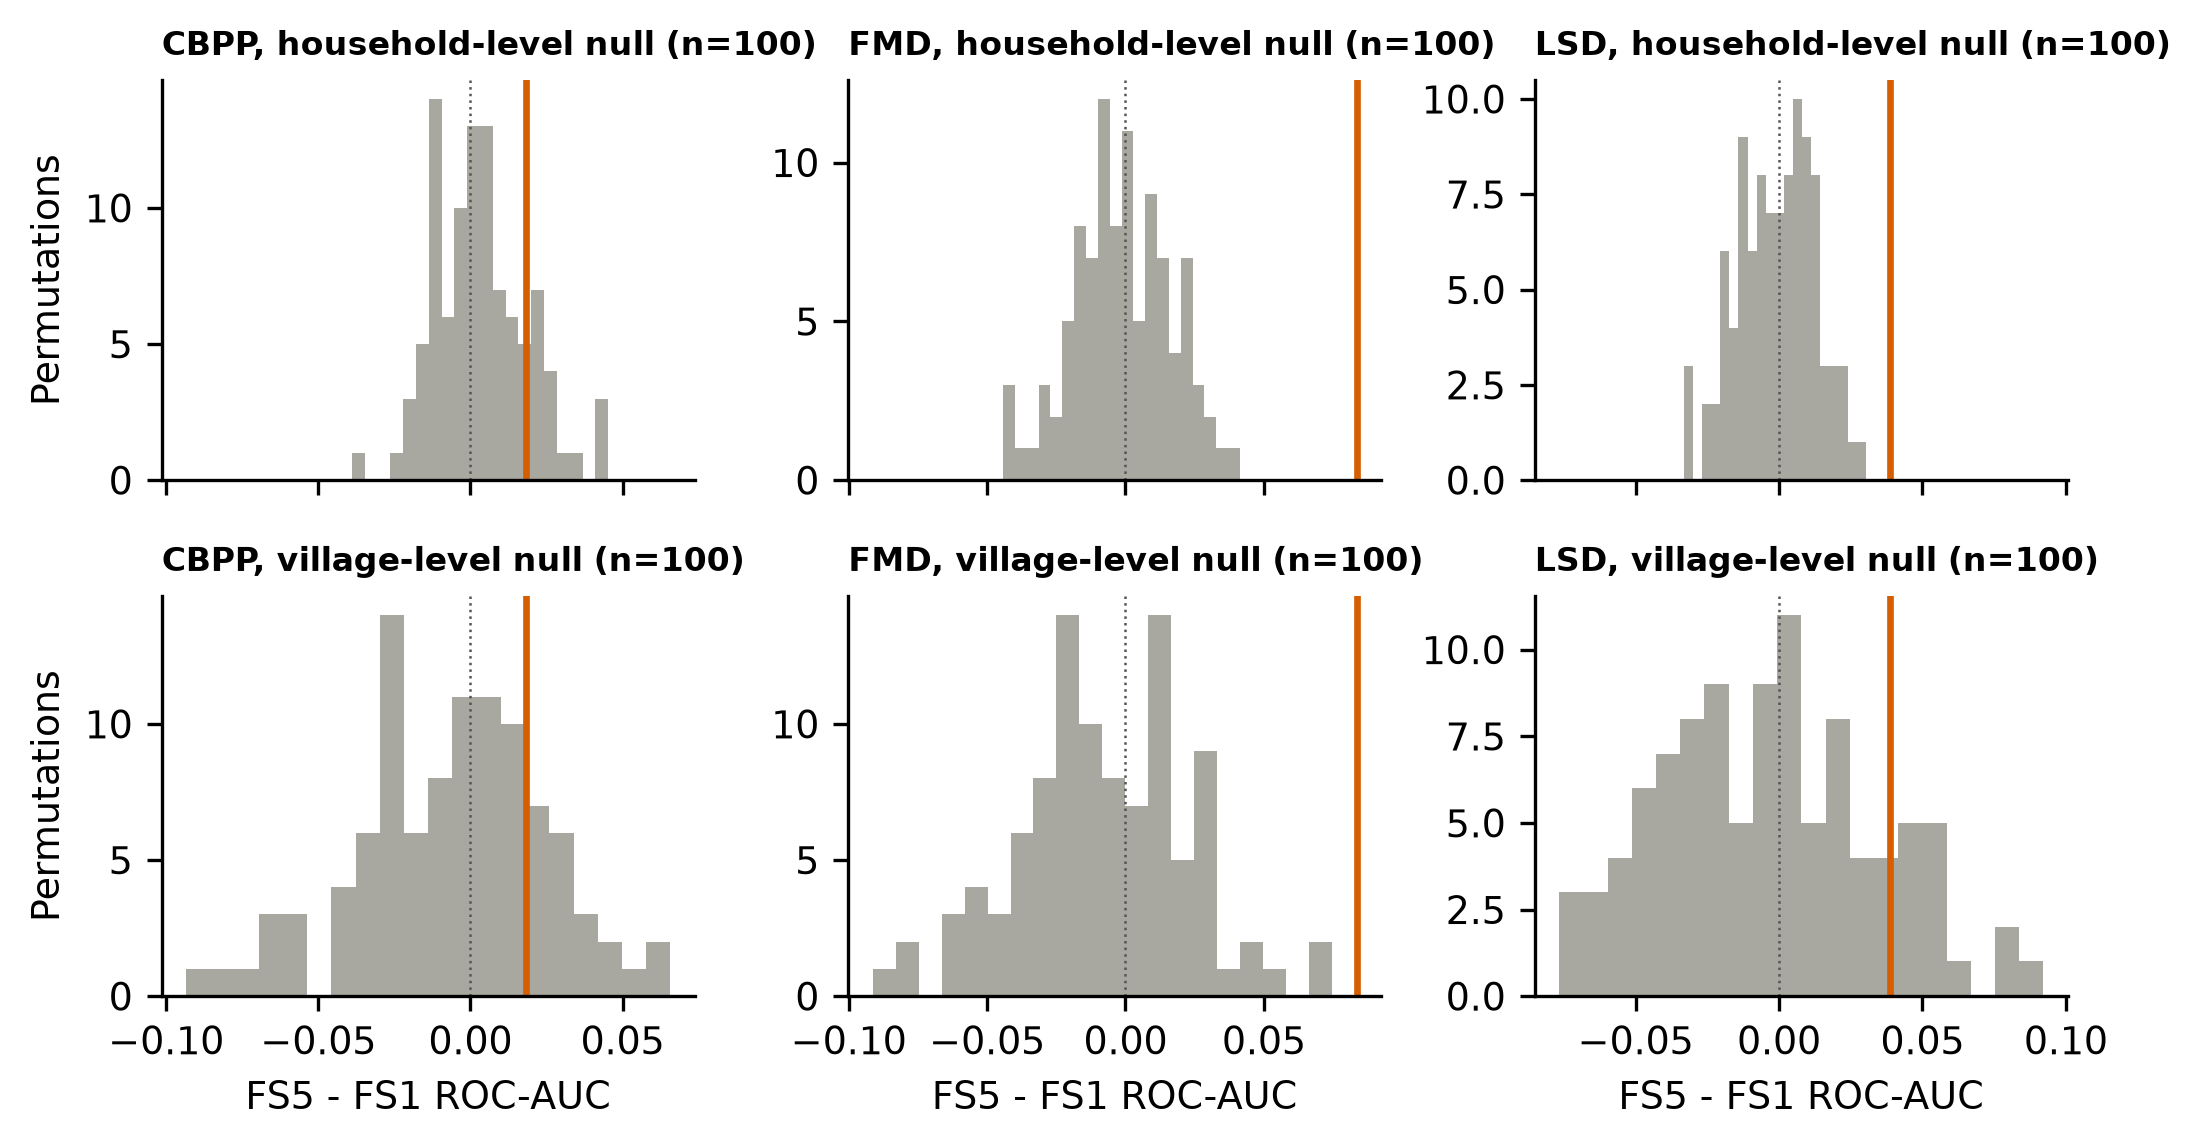 CBPP, household-level null (n=100)
FMD, household-level null (n=100)
LSD, household-level null (n=100)
Permutations
10
5
0
10
5
0
10.0
7.5
5.0
2.5
0.0
CBPP, village-level null (n=100)
FMD, village-level null (n=100)
LSD, village-level null (n=100)
Permutations
10
5
0
10
5
0
10.0
7.5
5.0
2.5
0.0
−0.10 −0.05 0.00 0.05
−0.10 −0.05 0.00 0.05
−0.05 0.00 0.05 0.10
FS5 - FS1 ROC-AUC
FS5 - FS1 ROC-AUC
FS5 - FS1 ROC-AUC